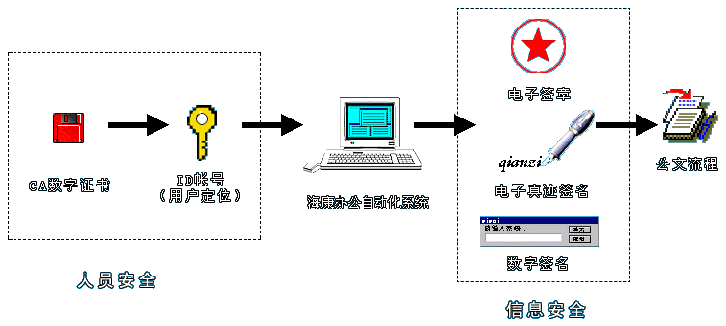 CA数字证书
ID帐号
(用户定位)
人员安全
海康办公自动化系统
电子签章
qianzi
电子真迹签名
数字签名
信息安全
公文流程